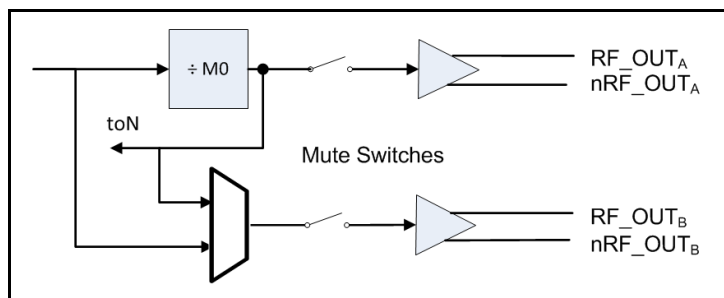 ÷ M0
RF_OUTA
nRF_OUTA
toN
Mute Switches
RF_OUTB
nRF_OUTB